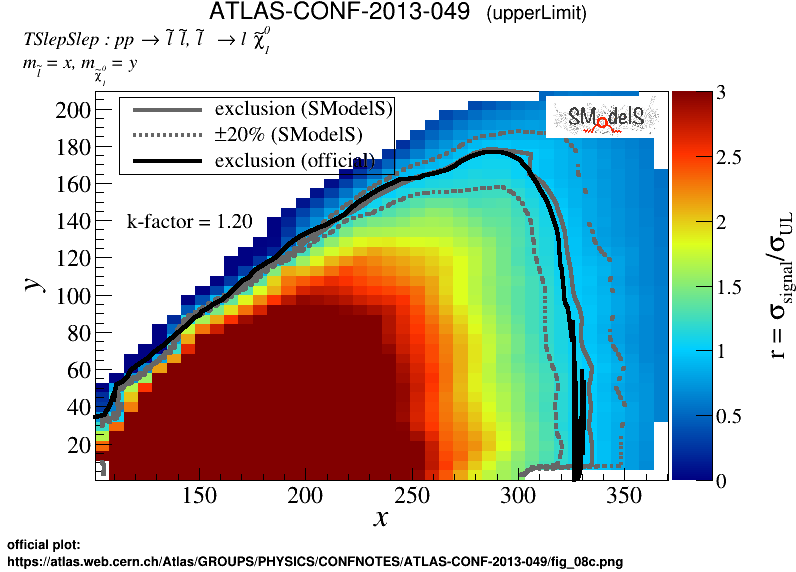 ATLAS-CONF-2013-049 (upperLimit)
TSlepSlep : pp → l̃ l̃, l̃ → l χ̃₁⁰
m_l̃ = x, m_χ̃₁⁰ = y
exclusion (SModelS)
±20% (SModelS)
exclusion (official)
SModelS
k-factor = 1.20
200
180
160
140
120
100
80
60
40
20
y
150
200
250
300
350
x
3
2.5
2
1.5
1
0.5
0
r = σ_signal/σ_UL
official plot:
https://atlas.web.cern.ch/Atlas/GROUPS/PHYSICS/CONFNOTES/ATLAS-CONF-2013-049/fig_08c.png